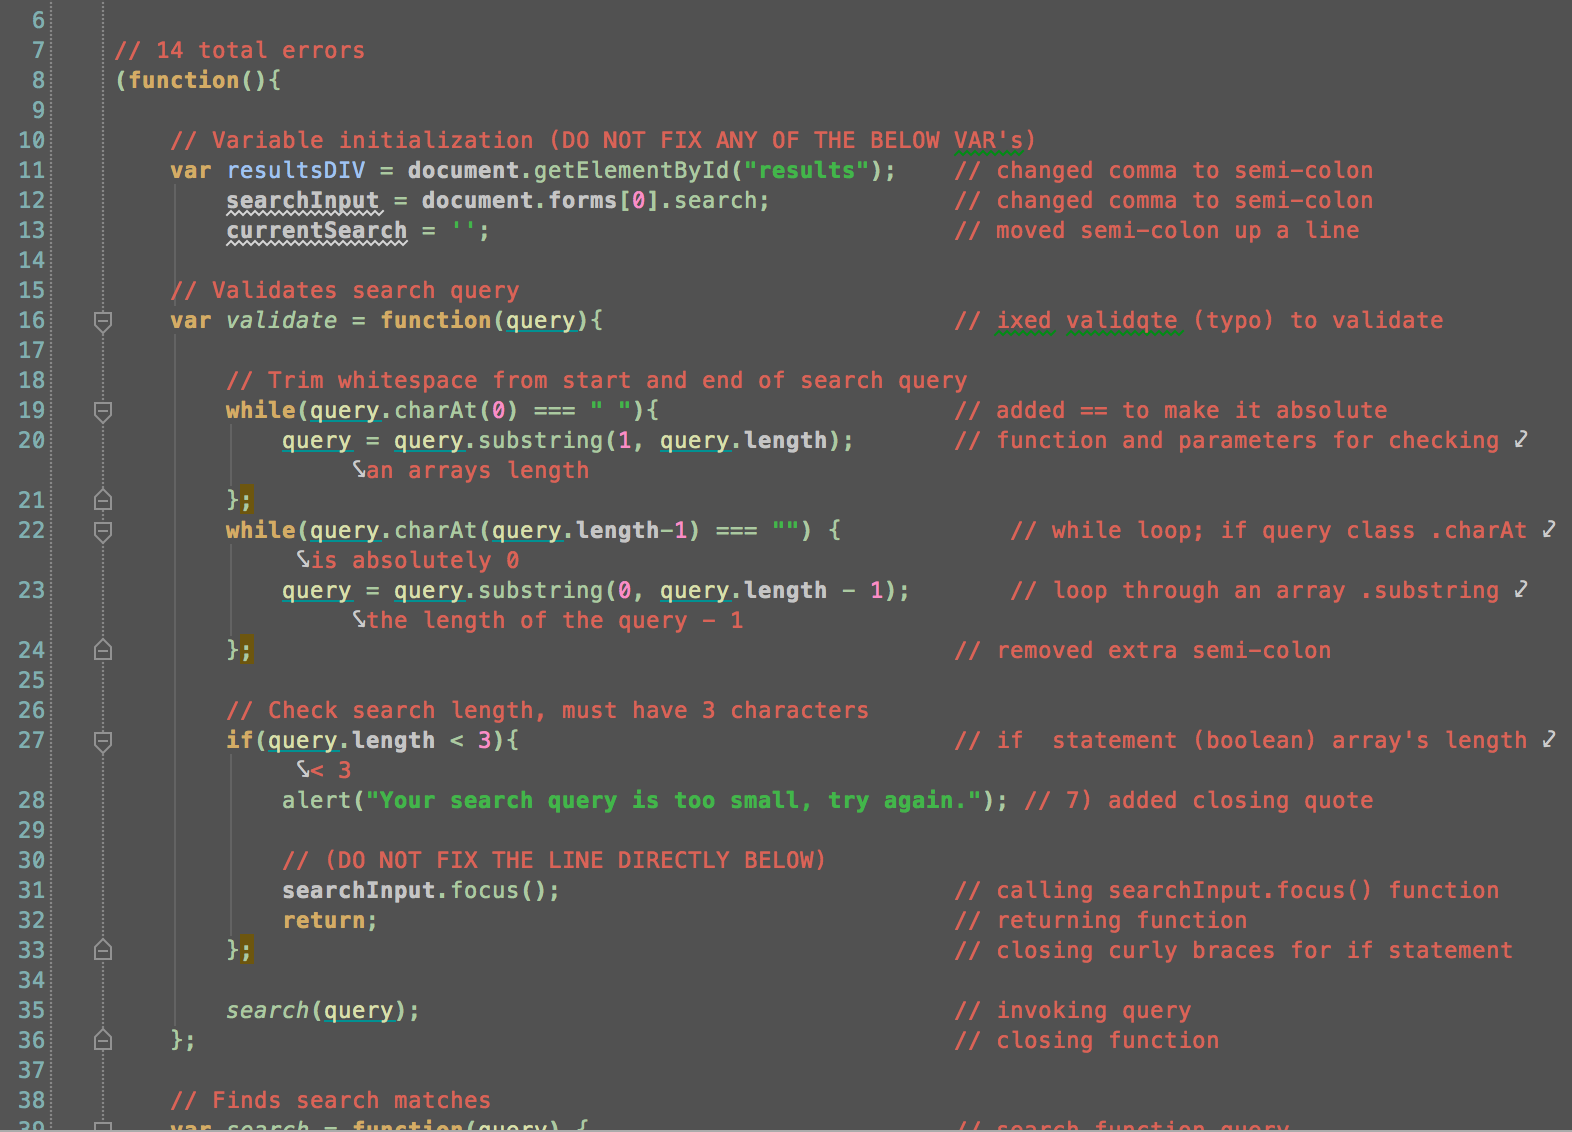 6
7 // 14 total errors
8 (function(){
9
10 // Variable initialization (DO NOT FIX ANY OF THE BELOW VAR's)
11 var resultsDIV = document.getElementById("results"); // changed comma to semi-colon
12 searchInput = document.forms[0].search; // changed comma to semi-colon
13 currentSearch = ''; // moved semi-colon up a line
14
15 // Validates search query
16 var validate = function(query){ // ixed validqte (typo) to validate
17
18 // Trim whitespace from start and end of search query
19 while(query.charAt(0) === " "){ // added == to make it absolute
20 query = query.substring(1, query.length); // function and parameters for checking
an arrays length
21 };
22 while(query.charAt(query.length-1) === "") { // while loop; if query class .charAt
is absolutely 0
23 query = query.substring(0, query.length - 1); // loop through an array .substring
the length of the query - 1
24 }; // removed extra semi-colon
25
26 // Check search length, must have 3 characters
27 if(query.length < 3){ // if  statement (boolean) array's length
< 3
28 alert("Your search query is too small, try again."); // 7) added closing quote
29
30 // (DO NOT FIX THE LINE DIRECTLY BELOW)
31 searchInput.focus(); // calling searchInput.focus() function
32 return; // returning function
33 }; // closing curly braces for if statement
34
35 search(query); // invoking query
36 }; // closing function
37
38 // Finds search matches
39 var search = function(query) { // search function query